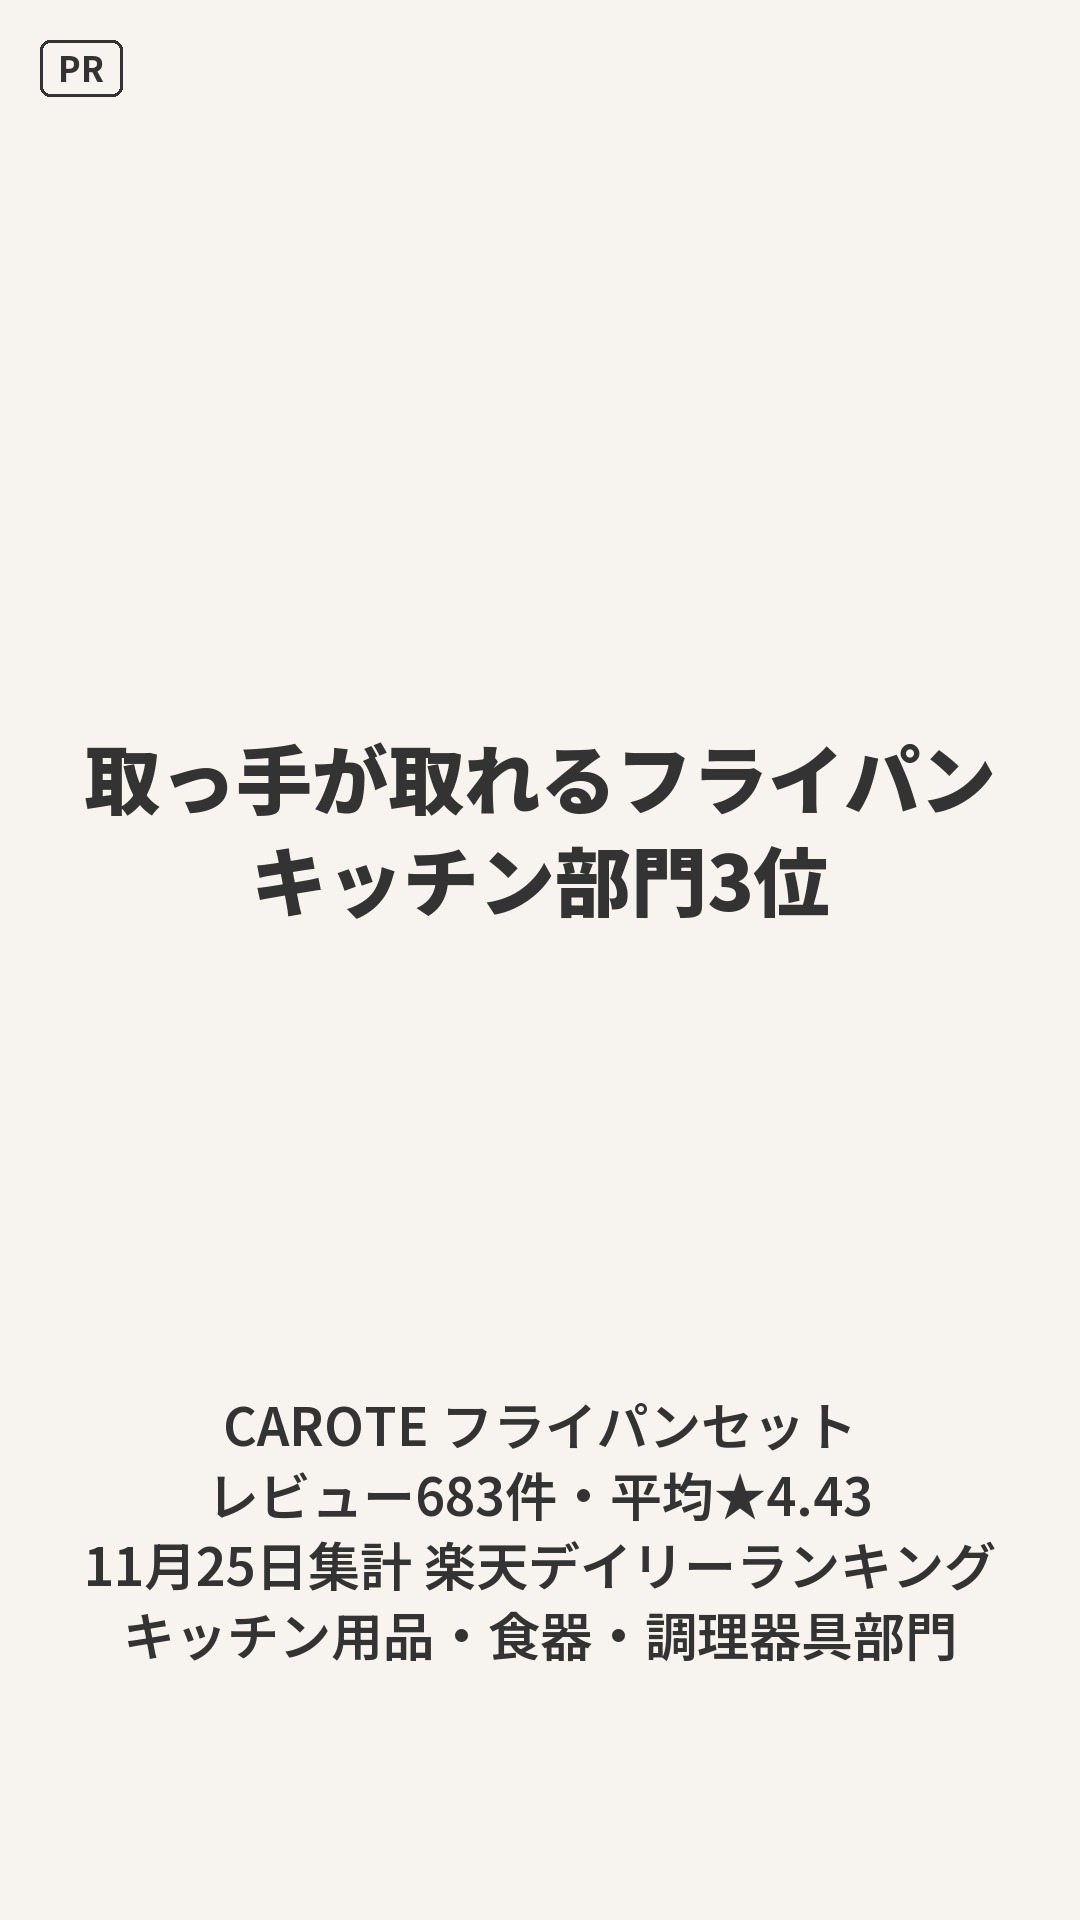 PR
取っ手が取れるフライパン
キッチン部門3位
CAROTE フライパンセット
レビュー683件・平均★4.43
11月25日集計 楽天デイリーランキング
キッチン用品・食器・調理器具部門